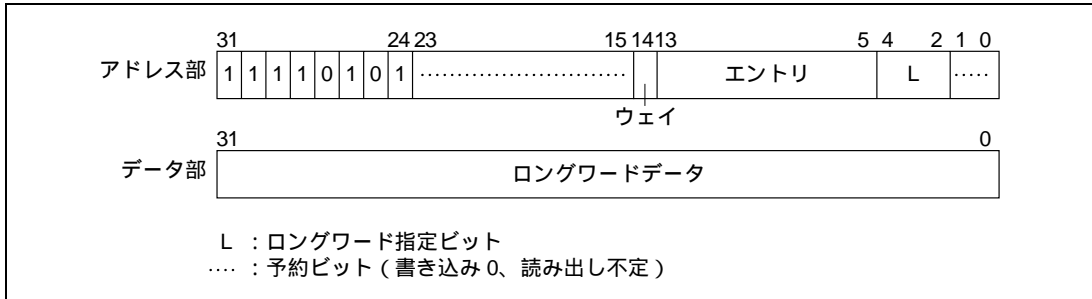 31 24 23 15 14 13 5 4 2 1 0
アドレス部 1 1 1 1 0 1 0 1 ‥‥‥‥‥‥‥‥‥ エントリ L ‥‥
ウェイ
31 0
データ部 ロングワードデータ
L ：ロングワード指定ビット
‥‥ ：予約ビット（書き込み 0、読み出し不定）